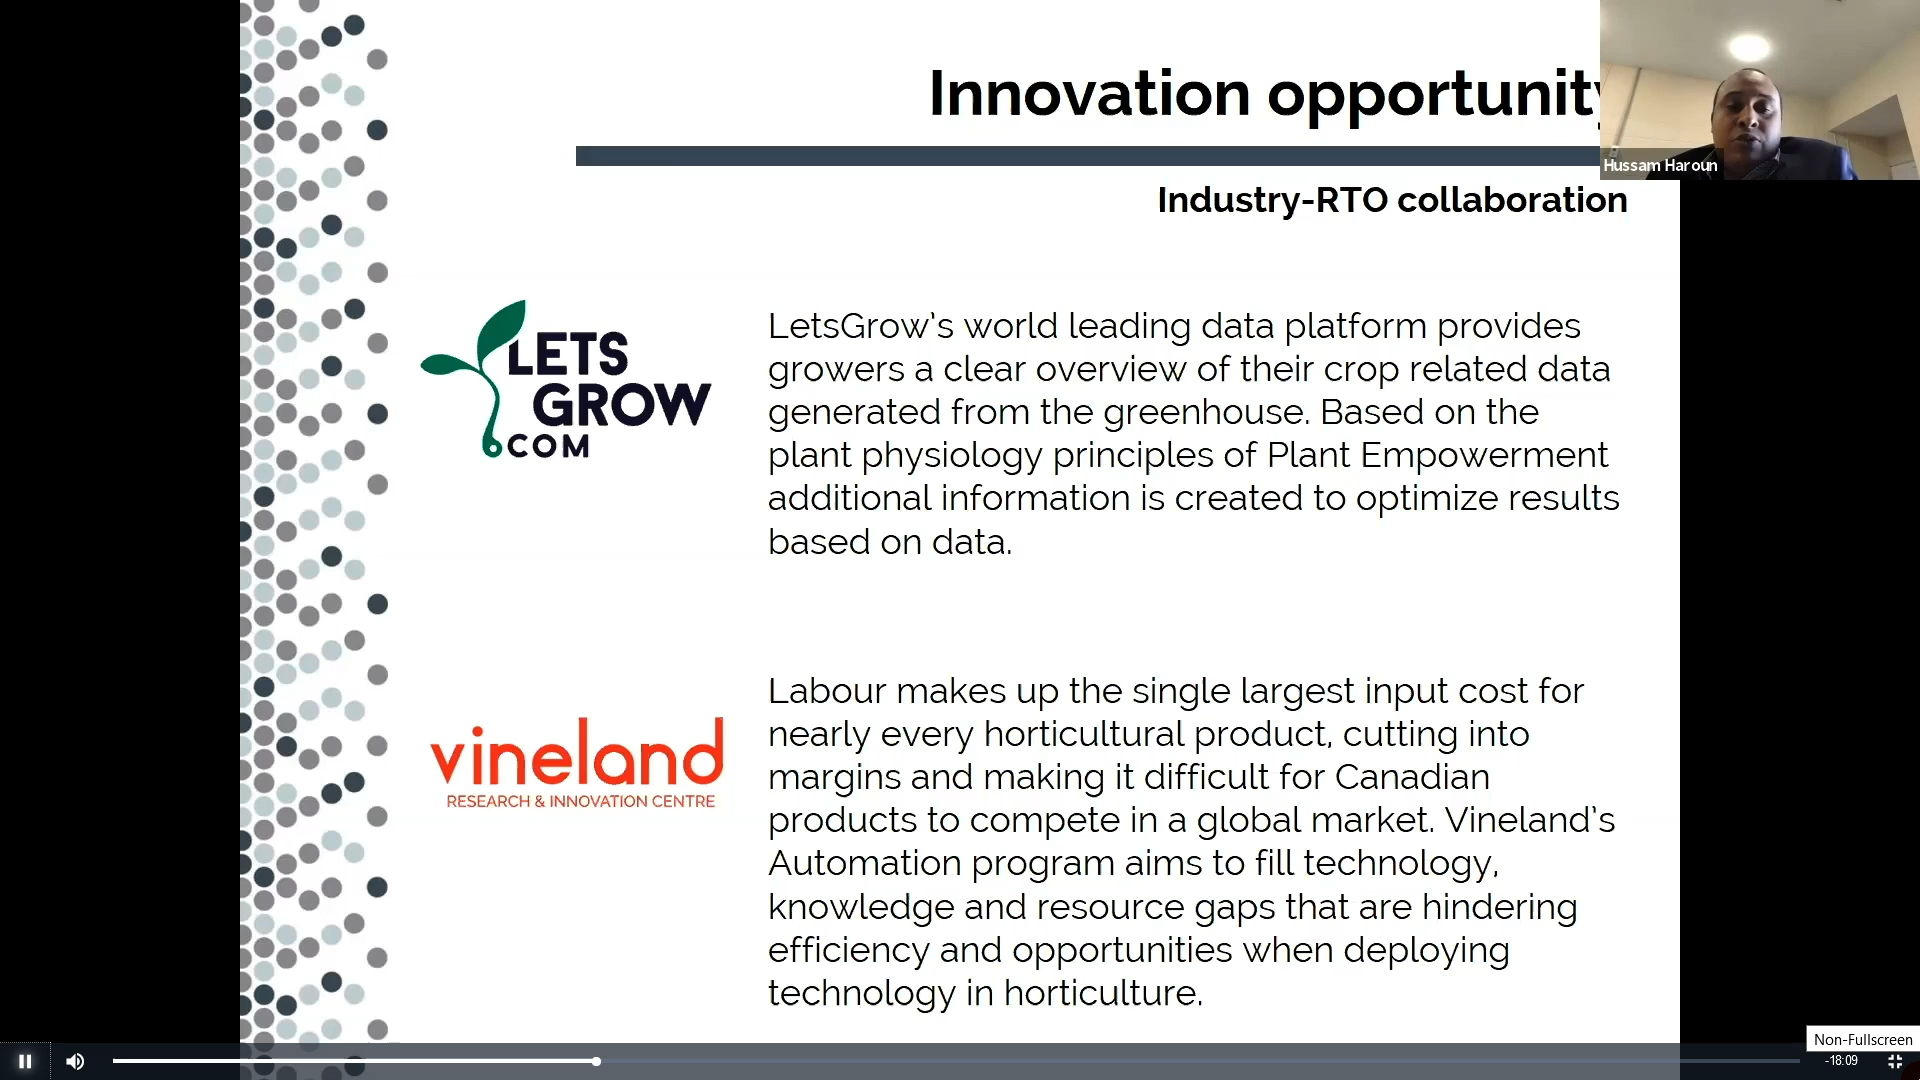 Innovation opportunity
Hussam Haroun
Industry-RTO collaboration
LETS
GROW
COM
LetsGrow's world leading data platform provides
growers a clear overview of their crop related data
generated from the greenhouse. Based on the
plant physiology principles of Plant Empowerment
additional information is created to optimize results
based on data.
vineland
RESEARCH & INNOVATION CENTRE
Labour makes up the single largest input cost for
nearly every horticultural product, cutting into
margins and making it difficult for Canadian
products to compete in a global market. Vineland's
Automation program aims to fill technology,
knowledge and resource gaps that are hindering
efficiency and opportunities when deploying
technology in horticulture.
Non-Fullscreen
-18:09